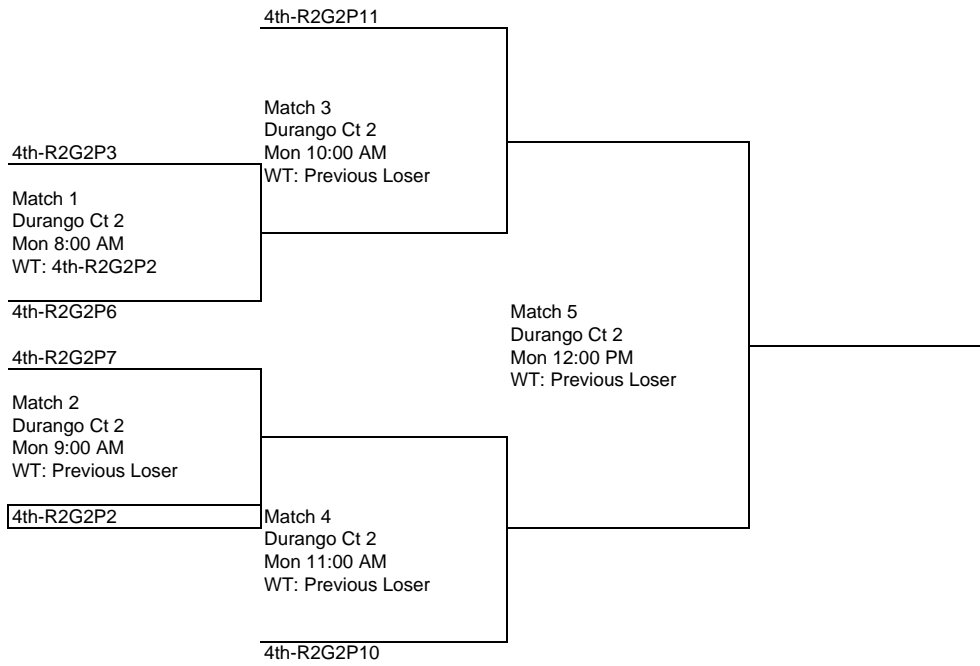 4th-R2G2P11
Match 3
Durango Ct 2
Mon 10:00 AM
WT: Previous Loser
4th-R2G2P3
Match 1
Durango Ct 2
Mon 8:00 AM
WT: 4th-R2G2P2
4th-R2G2P6
Match 5
Durango Ct 2
Mon 12:00 PM
WT: Previous Loser
4th-R2G2P7
Match 2
Durango Ct 2
Mon 9:00 AM
WT: Previous Loser
4th-R2G2P2
Match 4
Durango Ct 2
Mon 11:00 AM
WT: Previous Loser
4th-R2G2P10